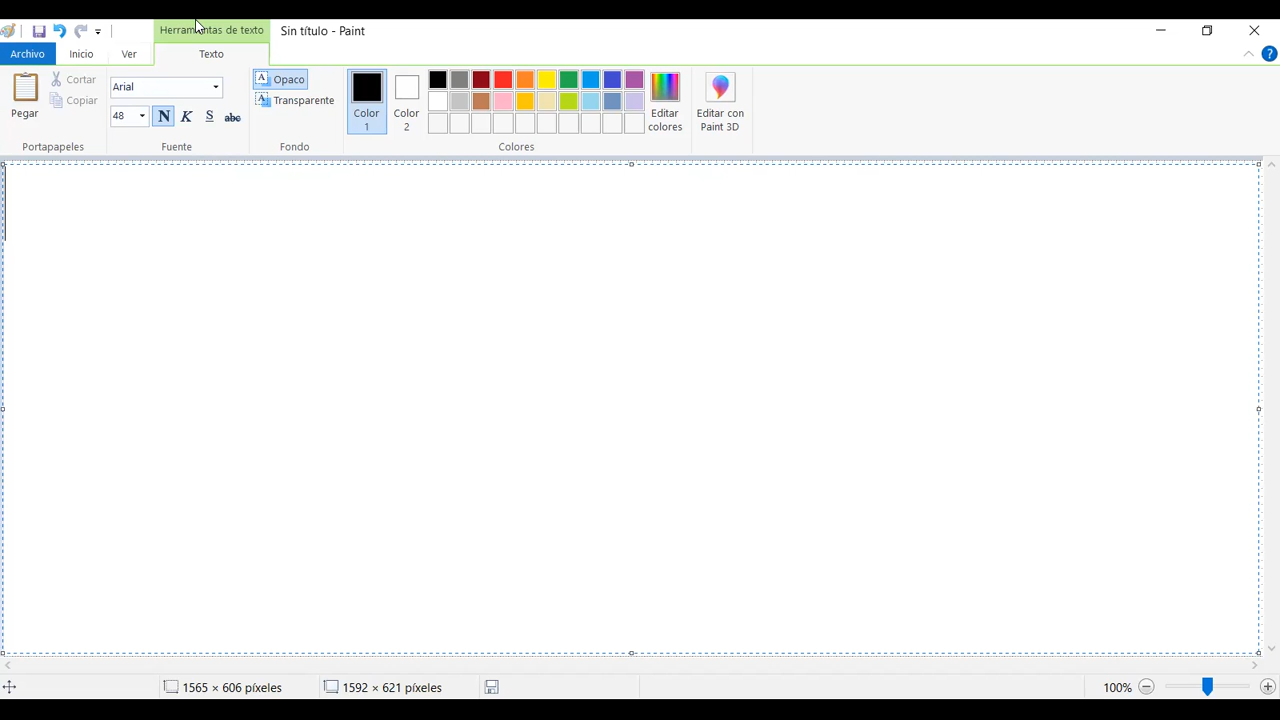 Herramientas de texto
Sin título - Paint
Archivo
Inicio
Ver
Texto
Pegar
Cortar
Copiar
Portapapeles
Arial
48
N K S abc
Fuente
A Opaco
A Transparente
Fondo
Color 1
Color 2
Editar colores
Colores
Editar con Paint 3D
?
1565 × 606 píxeles
1592 × 621 píxeles
100%